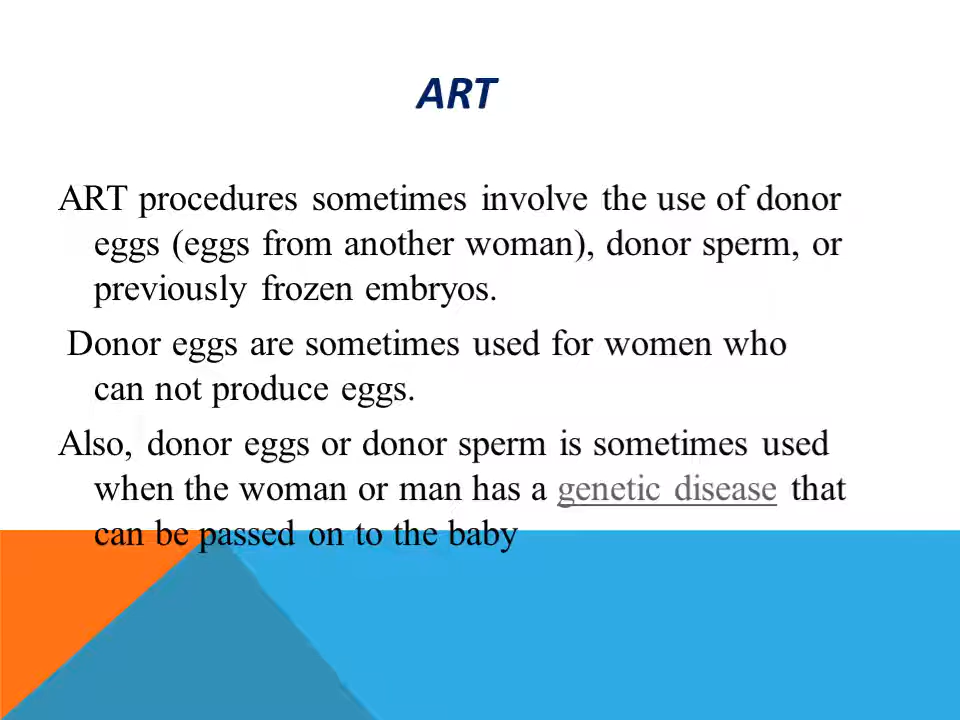 ART
ART procedures sometimes involve the use of donor
eggs (eggs from another woman), donor sperm, or
previously frozen embryos.
Donor eggs are sometimes used for women who
can not produce eggs.
Also, donor eggs or donor sperm is sometimes used
when the woman or man has a genetic disease that
can be passed on to the baby